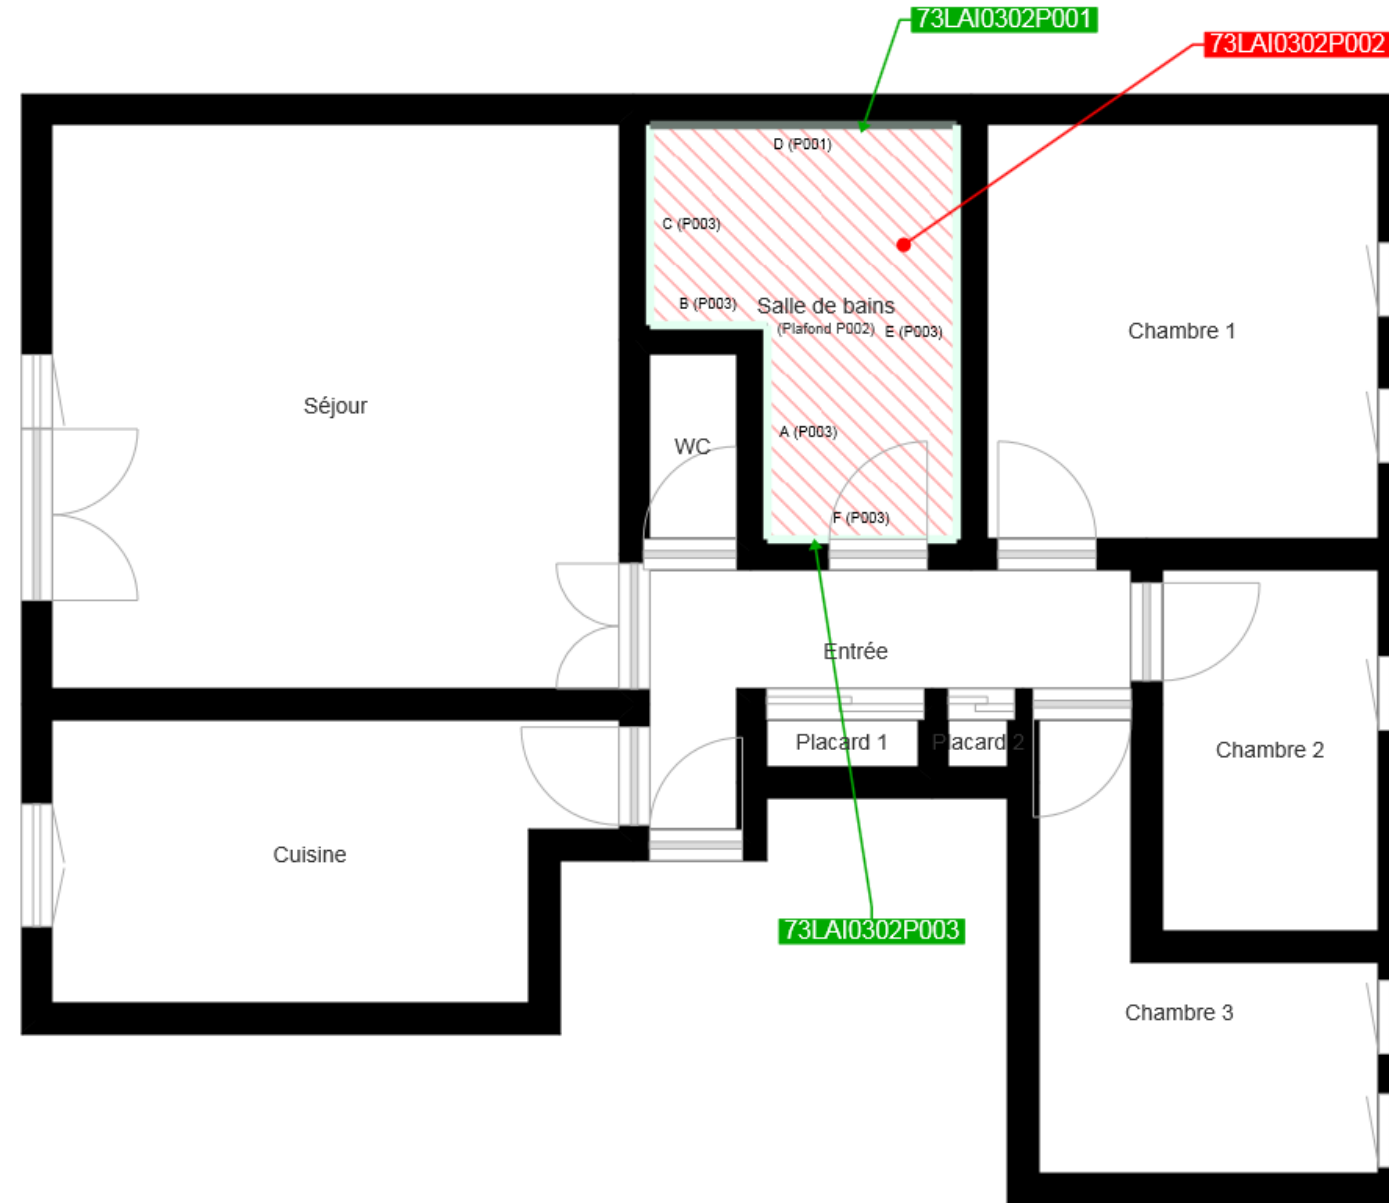 73LAI0302P001
73LAI0302P002
D (P001)
C (P003)
B (P003)
Salle de bains
(Plafond P002)
E (P003)
Chambre 1
Séjour
A (P003)
WC
F (P003)
Entrée
Placard 1
Placard 2
Chambre 2
Cuisine
73LAI0302P003
Chambre 3